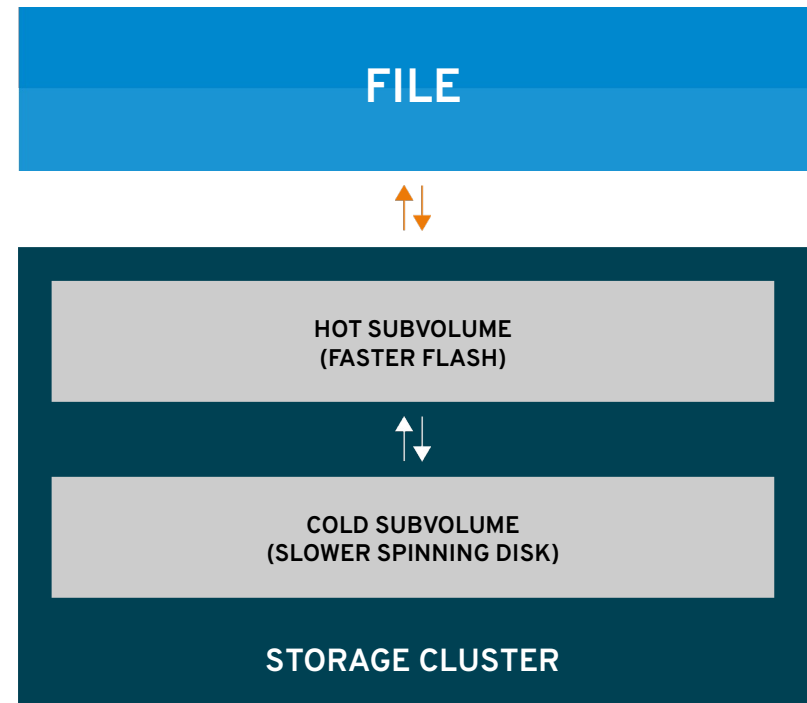 FILE
HOT SUBVOLUME
(FASTER FLASH)
COLD SUBVOLUME
(SLOWER SPINNING DISK)
STORAGE CLUSTER